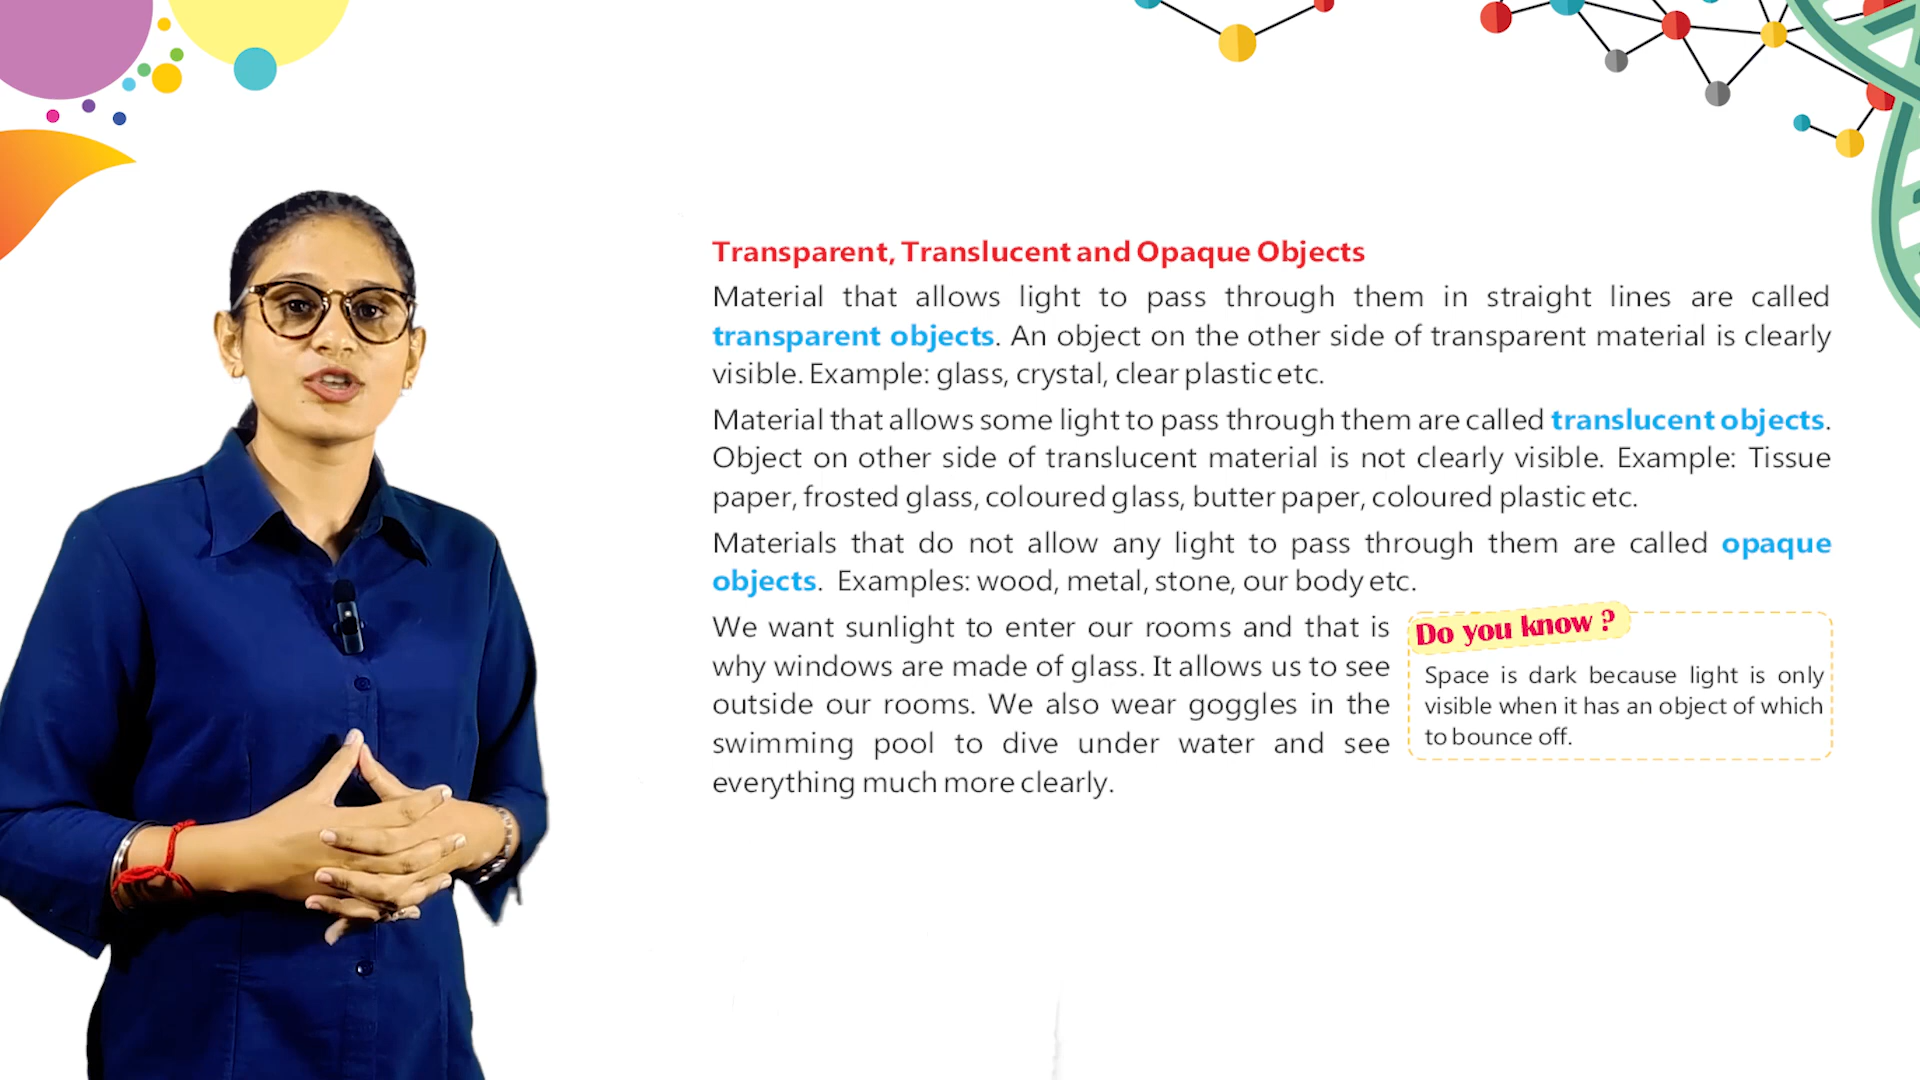 Transparent, Translucent and Opaque Objects
Material that allows light to pass through them in straight lines are called
transparent objects. An object on the other side of transparent material is clearly
visible. Example: glass, crystal, clear plastic etc.
Material that allows some light to pass through them are called translucent objects.
Object on other side of translucent material is not clearly visible. Example: Tissue
paper, frosted glass, coloured glass, butter paper, coloured plastic etc.
Materials that do not allow any light to pass through them are called opaque
objects. Examples: wood, metal, stone, our body etc.
We want sunlight to enter our rooms and that is
why windows are made of glass. It allows us to see
outside our rooms. We also wear goggles in the
swimming pool to dive under water and see
everything much more clearly.
Do you know ?
Space is dark because light is only
visible when it has an object of which
to bounce off.